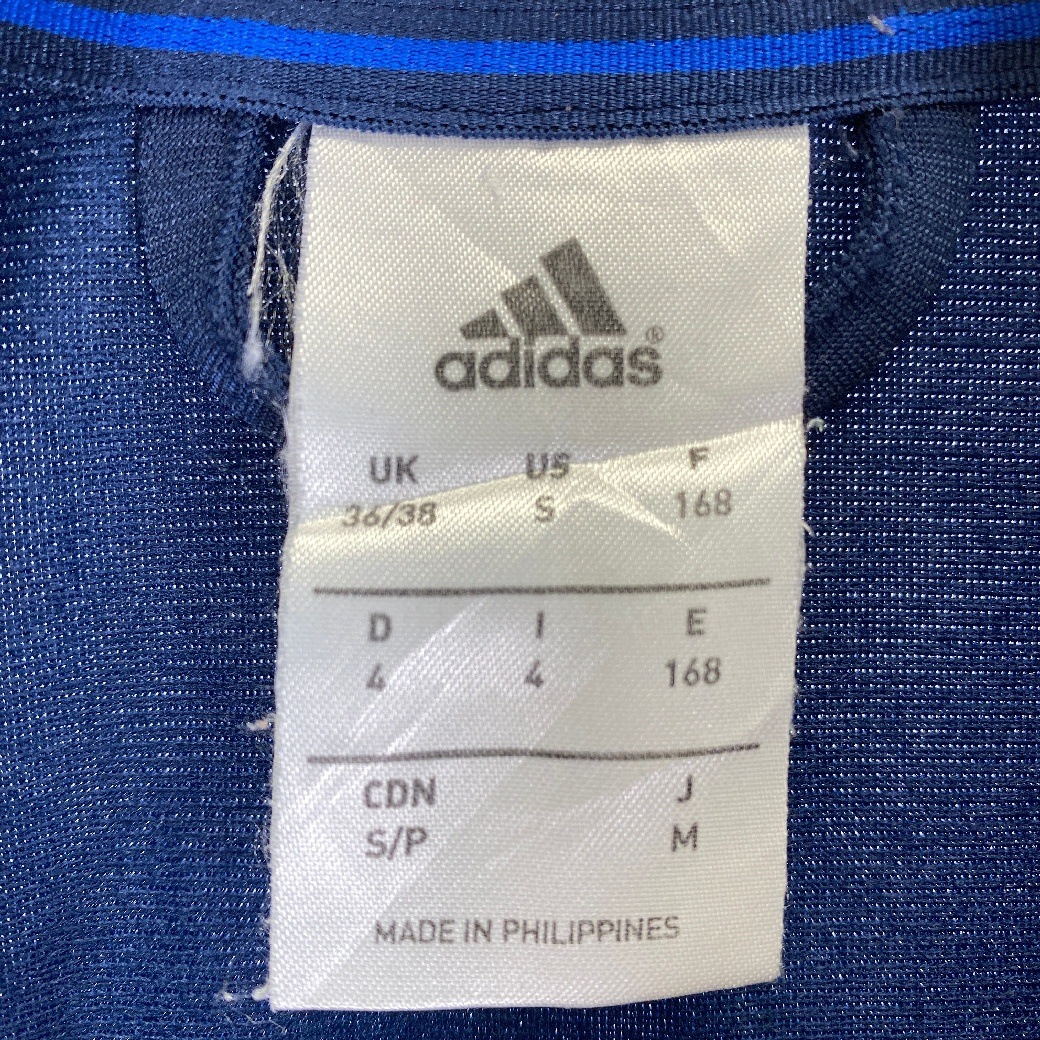 adidas®
UK US F
36/38 S 168
D I E
4 4 168
CDN J
S/P M
MADE IN PHILIPPINES